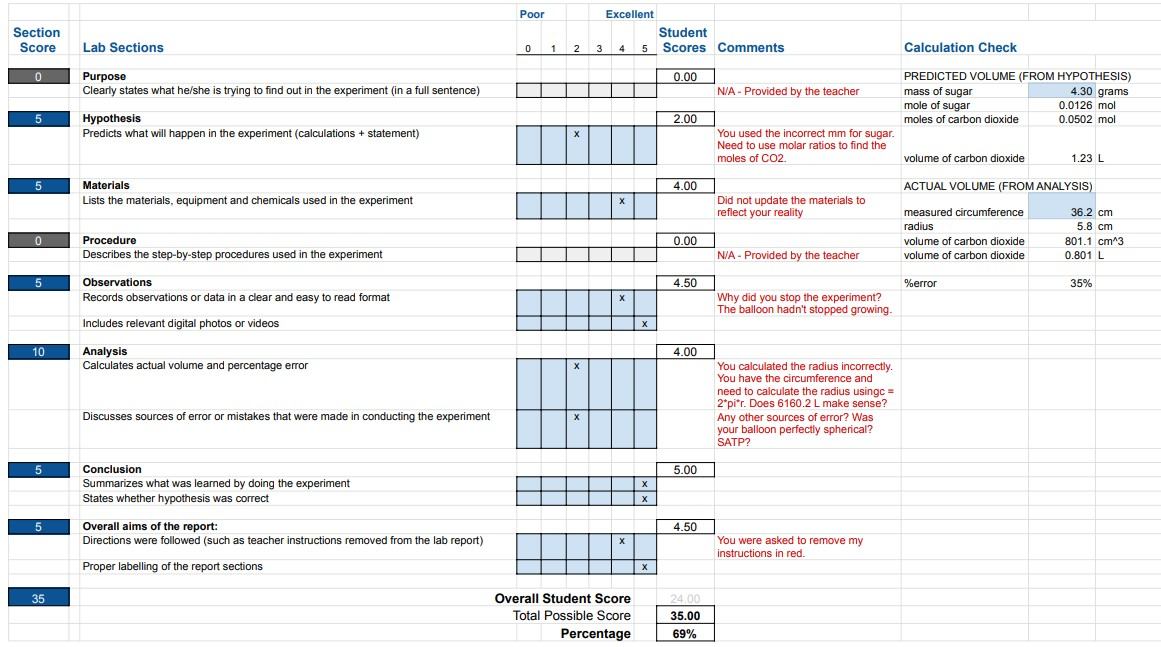 Poor Excellent
Section Score Lab Sections 0 1 2 3 4 5 Student Scores Comments Calculation Check
0 Purpose 0.00 PREDICTED VOLUME (FROM HYPOTHESIS)
Clearly states what he/she is trying to find out in the experiment (in a full sentence) N/A - Provided by the teacher mass of sugar 4.30 grams
mole of sugar 0.0126 mol
5 Hypothesis 2.00 moles of carbon dioxide 0.0502 mol
Predicts what will happen in the experiment (calculations + statement) x You used the incorrect mm for sugar.
Need to use molar ratios to find the
moles of CO2. volume of carbon dioxide 1.23 L
5 Materials 4.00 ACTUAL VOLUME (FROM ANALYSIS)
Lists the materials, equipment and chemicals used in the experiment x Did not update the materials to
reflect your reality measured circumference 36.2 cm
radius 5.8 cm
0 Procedure 0.00 volume of carbon dioxide 801.1 cm^3
Describes the step-by-step procedures used in the experiment N/A - Provided by the teacher volume of carbon dioxide 0.801 L
5 Observations 4.50 %error 35%
Records observations or data in a clear and easy to read format x Why did you stop the experiment?
The balloon hadn't stopped growing.
Includes relevant digital photos or videos x
10 Analysis 4.00
Calculates actual volume and percentage error x You calculated the radius incorrectly.
You have the circumference and
need to calculate the radius usingc =
2*pi*r. Does 6160.2 L make sense?
Discusses sources of error or mistakes that were made in conducting the experiment x Any other sources of error? Was
your balloon perfectly spherical?
SATP?
5 Conclusion 5.00
Summarizes what was learned by doing the experiment x
States whether hypothesis was correct x
5 Overall aims of the report: 4.50
Directions were followed (such as teacher instructions removed from the lab report) x You were asked to remove my
instructions in red.
Proper labelling of the report sections x
35 Overall Student Score 24.00
Total Possible Score 35.00
Percentage 69%